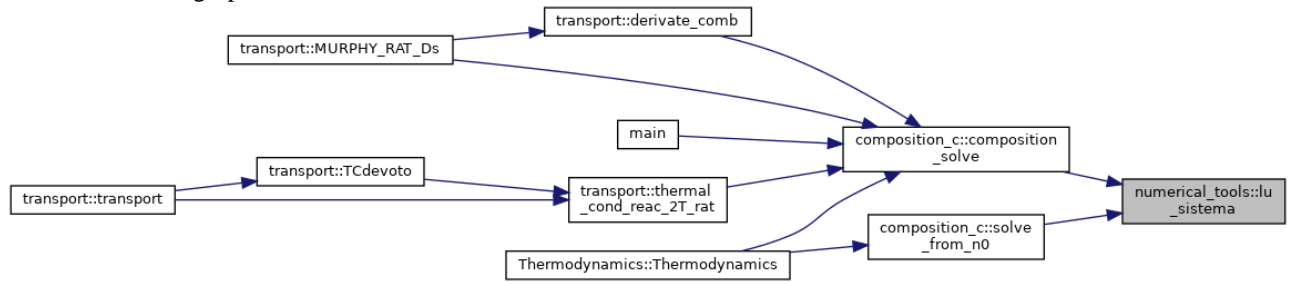 transport::derivate_comb
transport::MURPHY_RAT_Ds
main
composition_c::composition
_solve
transport::TCdevoto
transport::thermal
_cond_reac_2T_rat
transport::transport
numerical_tools::lu
_sistema
composition_c::solve
_from_n0
Thermodynamics::Thermodynamics